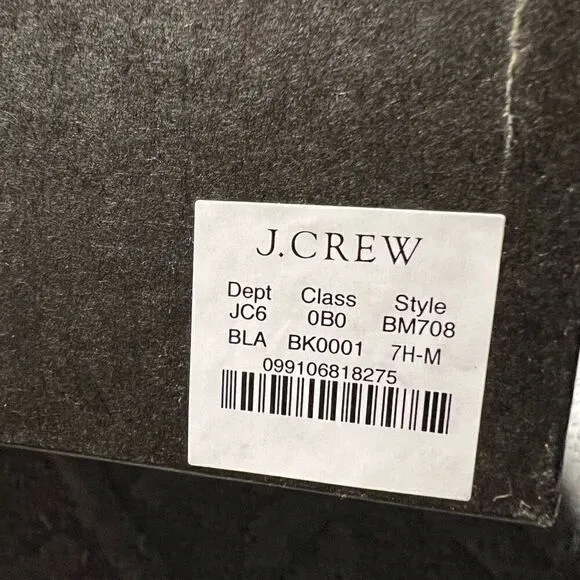 J.CREW
Dept Class Style
JC6 0B0 BM708
BLA BK0001 7H-M
099106818275